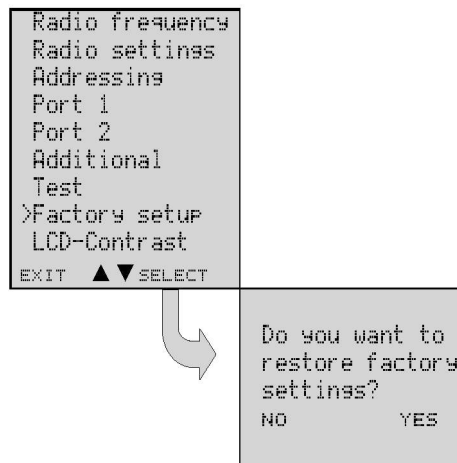 Radio frequency
Radio settings
Addressing
Port 1
Port 2
Additional
Test
>Factory setup
LCD-Contrast
EXIT ▲▼SELECT
Do you want to
restore factory
settings?
NO YES